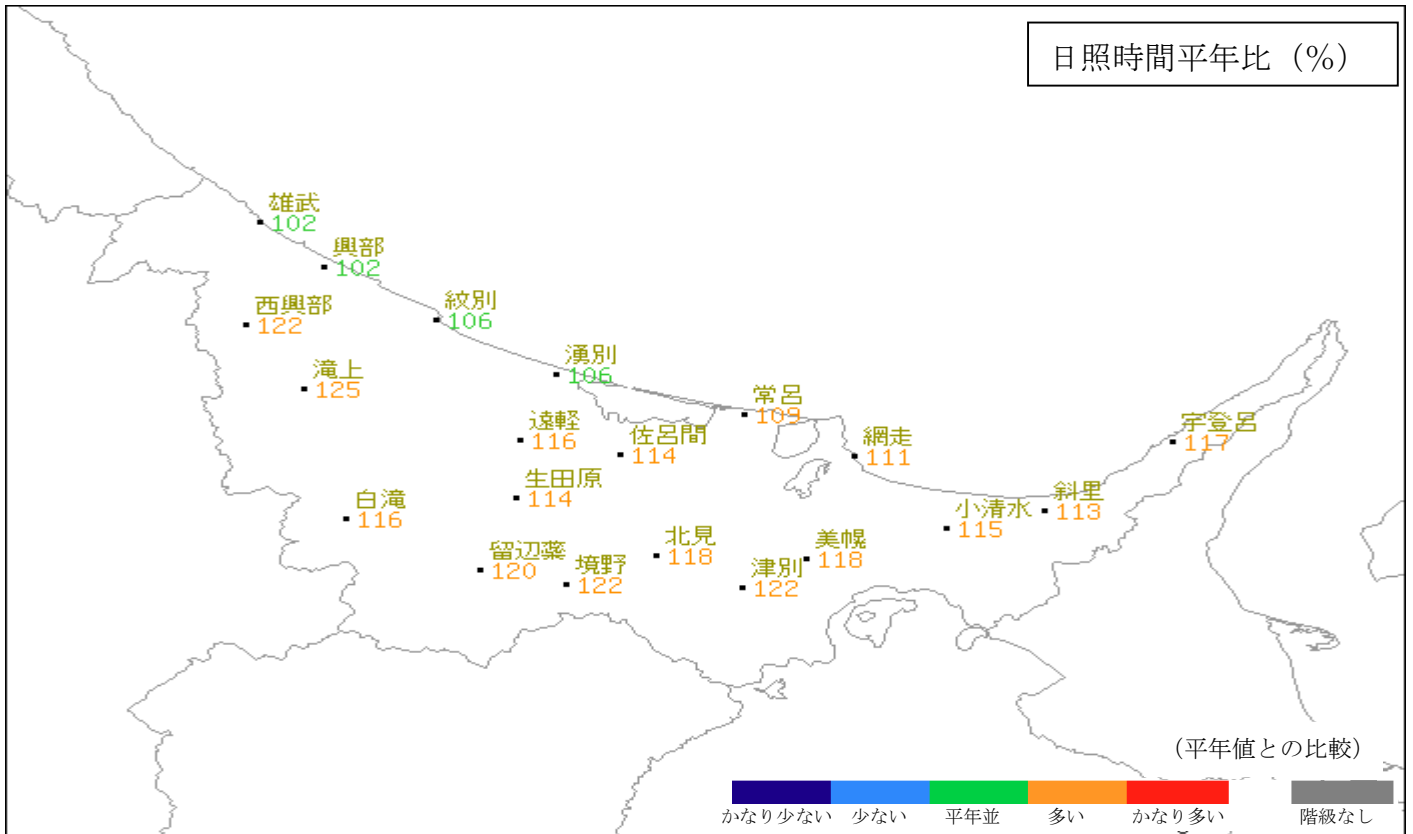 日照時間平年比（%）
雄武
102
興部
102
西興部
122
紋別
106
滝上
125
湧別
106
常呂
109
遠軽
116
佐呂間
114
網走
111
宇登呂
117
生田原
114
白滝
116
斜里
113
小清水
115
北見
118
美幌
118
留辺蘂
120
境野
122
津別
122
（平年値との比較）
かなり少ない 少ない 平年並 多い かなり多い 階級なし